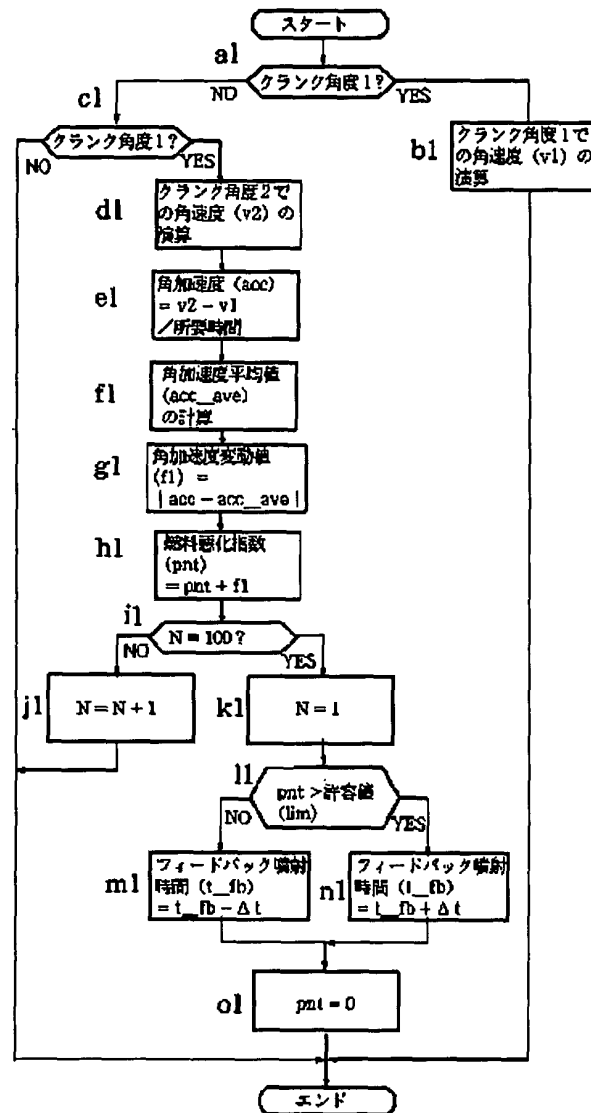 スタート
a1
クランク角度1?
NO
YES
c1
クランク角度1?
NO
YES
b1
クランク角度1で
の角速度 (v1) の
演算
d1
クランク角度2で
の角速度 (v2) の
演算
e1
角加速度 (acc)
= v2 − v1
/所要時間
f1
角加速度平均値
(acc__ave)
の計算
g1
角加速度変動値
(f1) =
| acc − acc__ave |
h1
燃料悪化指数
(pnt)
= pnt + f1
i1
N = 100 ?
NO
YES
j1
N = N + 1
k1
N = 1
l1
pnt > 許容値
(lim)
NO
YES
m1
フィードバック噴射
時間 (t__fb)
= t__fb − Δt
n1
フィードバック噴射
時間 (t__fb)
= t__fb + Δt
o1
pnt = 0
エンド